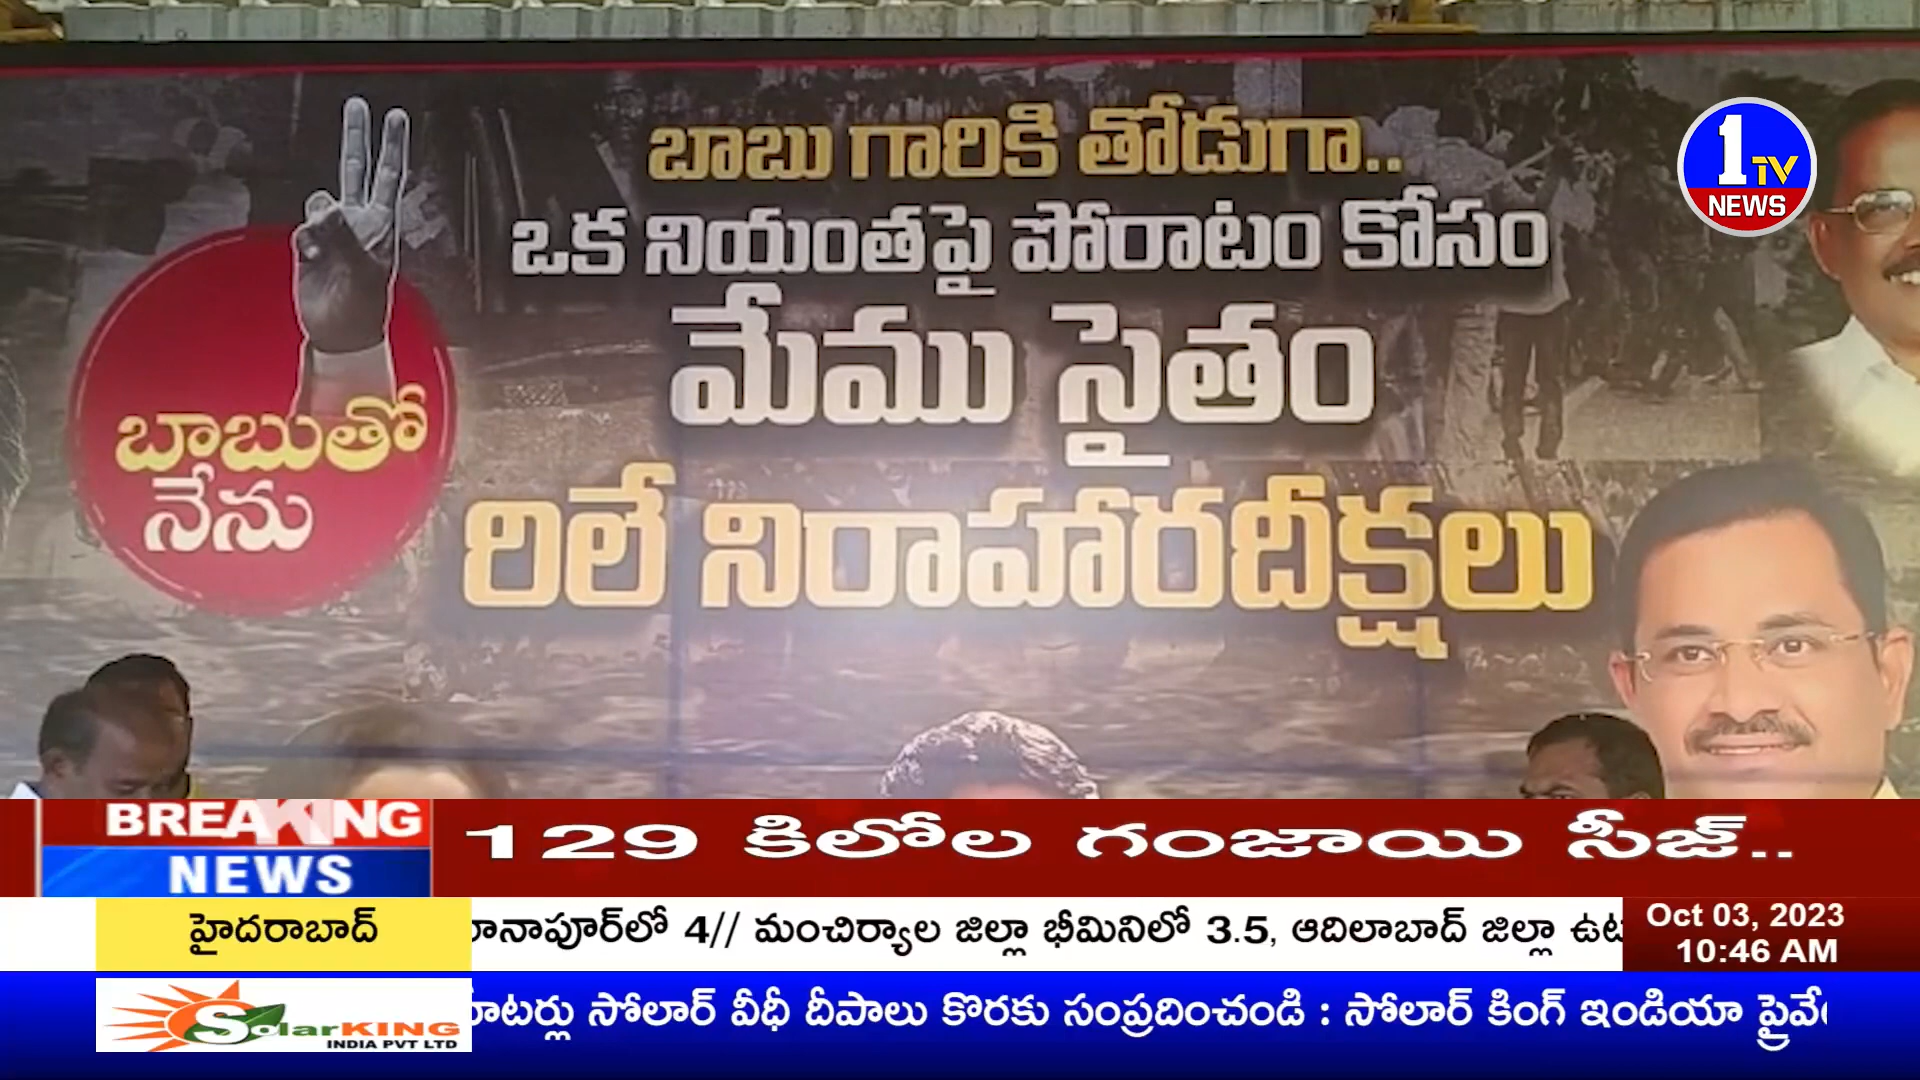 బాబు గారికి తోడుగా..
ఒక నియంతపై పోరాటం కోసం
మేము సైతం
రిలే నిరాహారదీక్షలు
బాబుతో
నేను
1 TV
NEWS
BREAKING
NEWS
129 కిలోల గంజాయి సీజ్..
హైదరాబాద్
4// మంచిర్యాల జిల్లా భీమినిలో 3.5, ఆదిలాబాద్ జిల్లా
Oct 03, 2023
10:46 AM
SolarKING
INDIA PVT LTD
సోలార్ వీధీ దీపాలు కొరకు సంప్రదించండి : సోలార్ కింగ్ ఇండియా